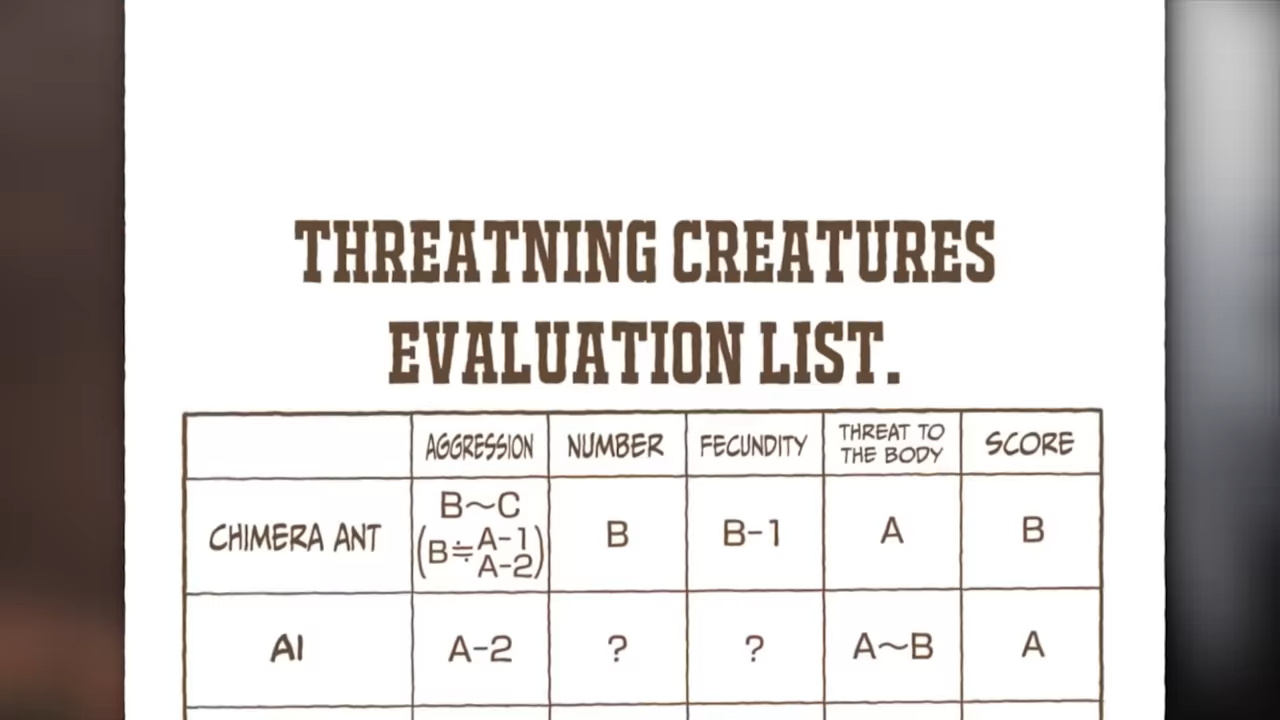 THREATNING CREATURES
EVALUATION LIST.
AGGRESSION NUMBER FECUNDITY THREAT TO THE BODY SCORE
CHIMERA ANT B~C (B≒A-1 A-2) B B-1 A B
AI A-2 ? ? A~B A